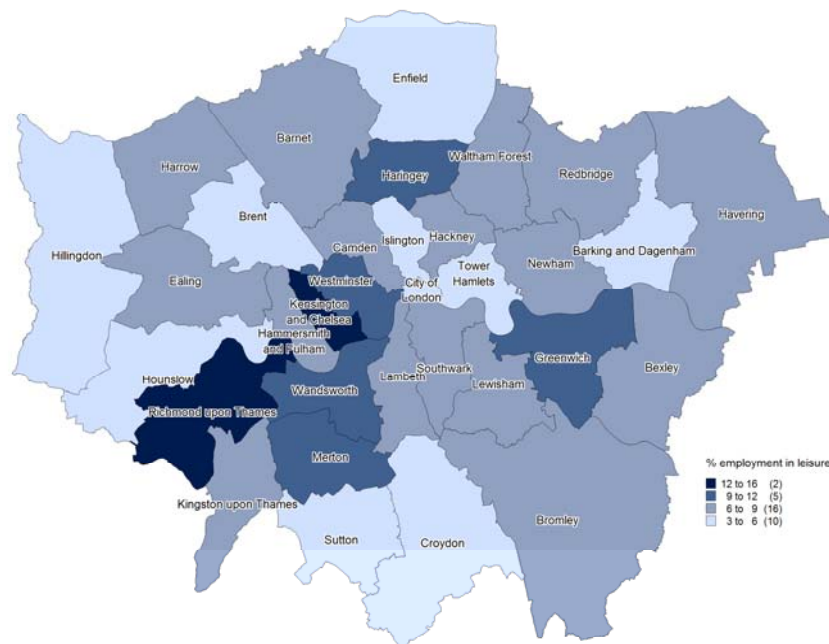 Enfield
Barnet
Harrow
Haringey
Waltham Forest
Redbridge
Havering
Brent
Hillingdon
Camden
Islington
Hackney
Barking and Dagenham
Ealing
Westminster
City of
London
Tower
Hamlets
Newham
Kensington
and Chelsea
Hammersmith
and Fulham
Hounslow
Greenwich
Bexley
Wandsworth
Lambeth
Southwark
Lewisham
Richmond upon Thames
Merton
Kingston upon Thames
Sutton
Croydon
Bromley
% employment in leisure
12 to 16 (2)
9 to 12 (5)
6 to 9 (16)
3 to 6 (10)